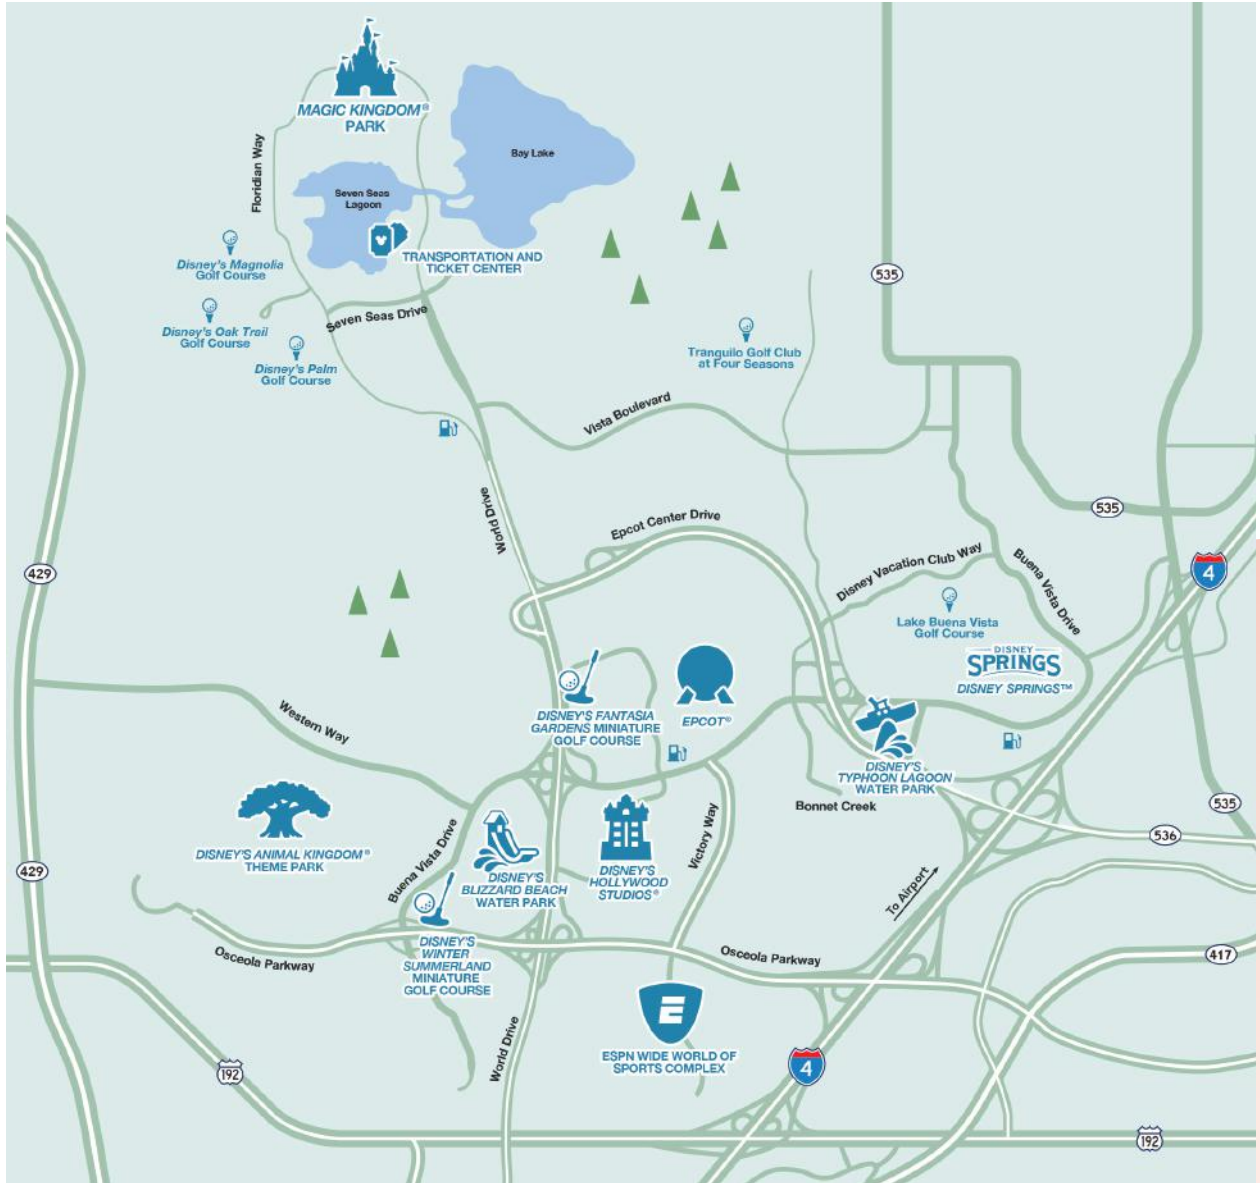 MAGIC KINGDOM®
PARK
Floridian Way
Bay Lake
Seven Seas
Lagoon
TRANSPORTATION AND
TICKET CENTER
Disney's Magnolia
Golf Course
Disney's Oak Trail
Golf Course
Disney's Palm
Golf Course
Seven Seas Drive
535
Tranquilo Golf Club
at Four Seasons
Vista Boulevard
World Drive
Epcot Center Drive
535
Disney Vacation Club Way
Buena Vista Drive
4
429
Lake Buena Vista
Golf Course
DISNEY
SPRINGS
DISNEY SPRINGS™
Western Way
DISNEY'S FANTASIA
GARDENS MINIATURE
GOLF COURSE
EPCOT®
DISNEY'S
TYPHOON LAGOON
WATER PARK
Bonnet Creek
535
536
Victory Way
Buena Vista Drive
DISNEY'S ANIMAL KINGDOM®
THEME PARK
429
DISNEY'S
BLIZZARD BEACH
WATER PARK
DISNEY'S
HOLLYWOOD
STUDIOS®
To Airport
DISNEY'S
WINTER
SUMMERLAND
MINIATURE
GOLF COURSE
Osceola Parkway
Osceola Parkway
417
E
ESPN WIDE WORLD OF
SPORTS COMPLEX
World Drive
192
4
192